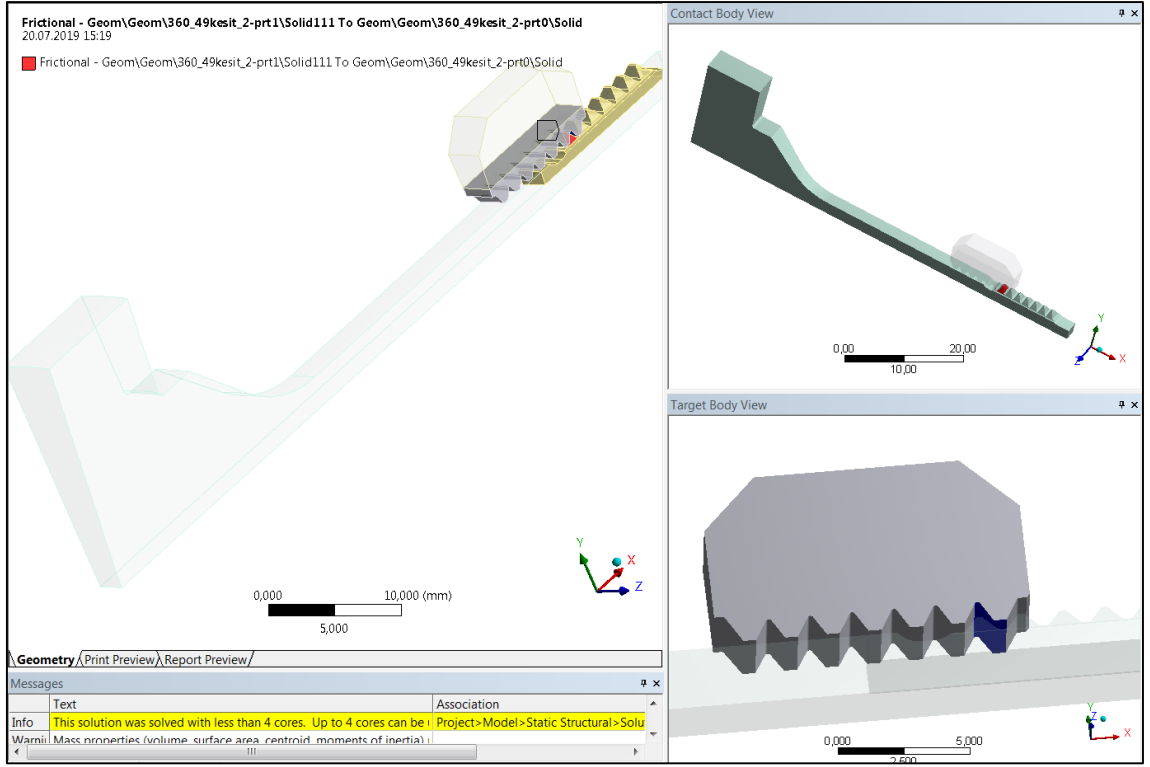 Frictional - Geom\Geom\360_49kesit_2-prt1\Solid111 To Geom\Geom\360_49kesit_2-prt0\Solid
20.07.2019 15:19
Frictional - Geom\Geom\360_49kesit_2-prt1\Solid111 To Geom\Geom\360_49kesit_2-prt0\Solid
Y
X
Z
0,000 10,000 (mm)
5,000
Geometry Print Preview Report Preview
Messages
Text Association
Info This solution was solved with less than 4 cores. Up to 4 cores can be Project>Model>Static Structural>Solu
Mass properties (volume, surface area, centroid, moments of inertia)
Contact Body View
0,00 20,00
10,00
Y
X
Z
Target Body View
0,000 5,000
2,500
Y
Z
X